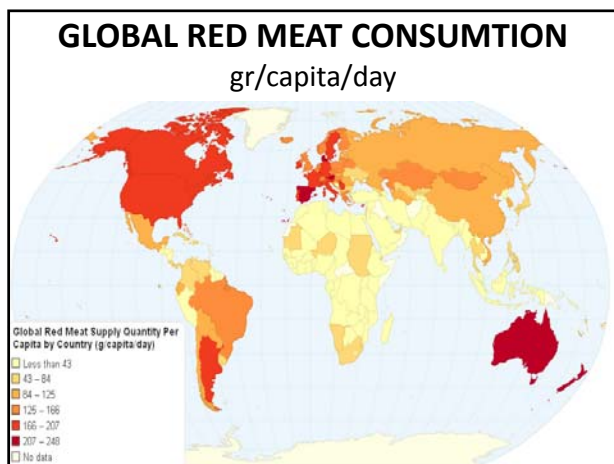 GLOBAL RED MEAT CONSUMTION
gr/capita/day
Global Red Meat Supply Quantity Per
Capita by Country (g/capita/day)
Less than 43
43 – 84
84 – 125
125 – 166
166 – 207
207 – 248
No data